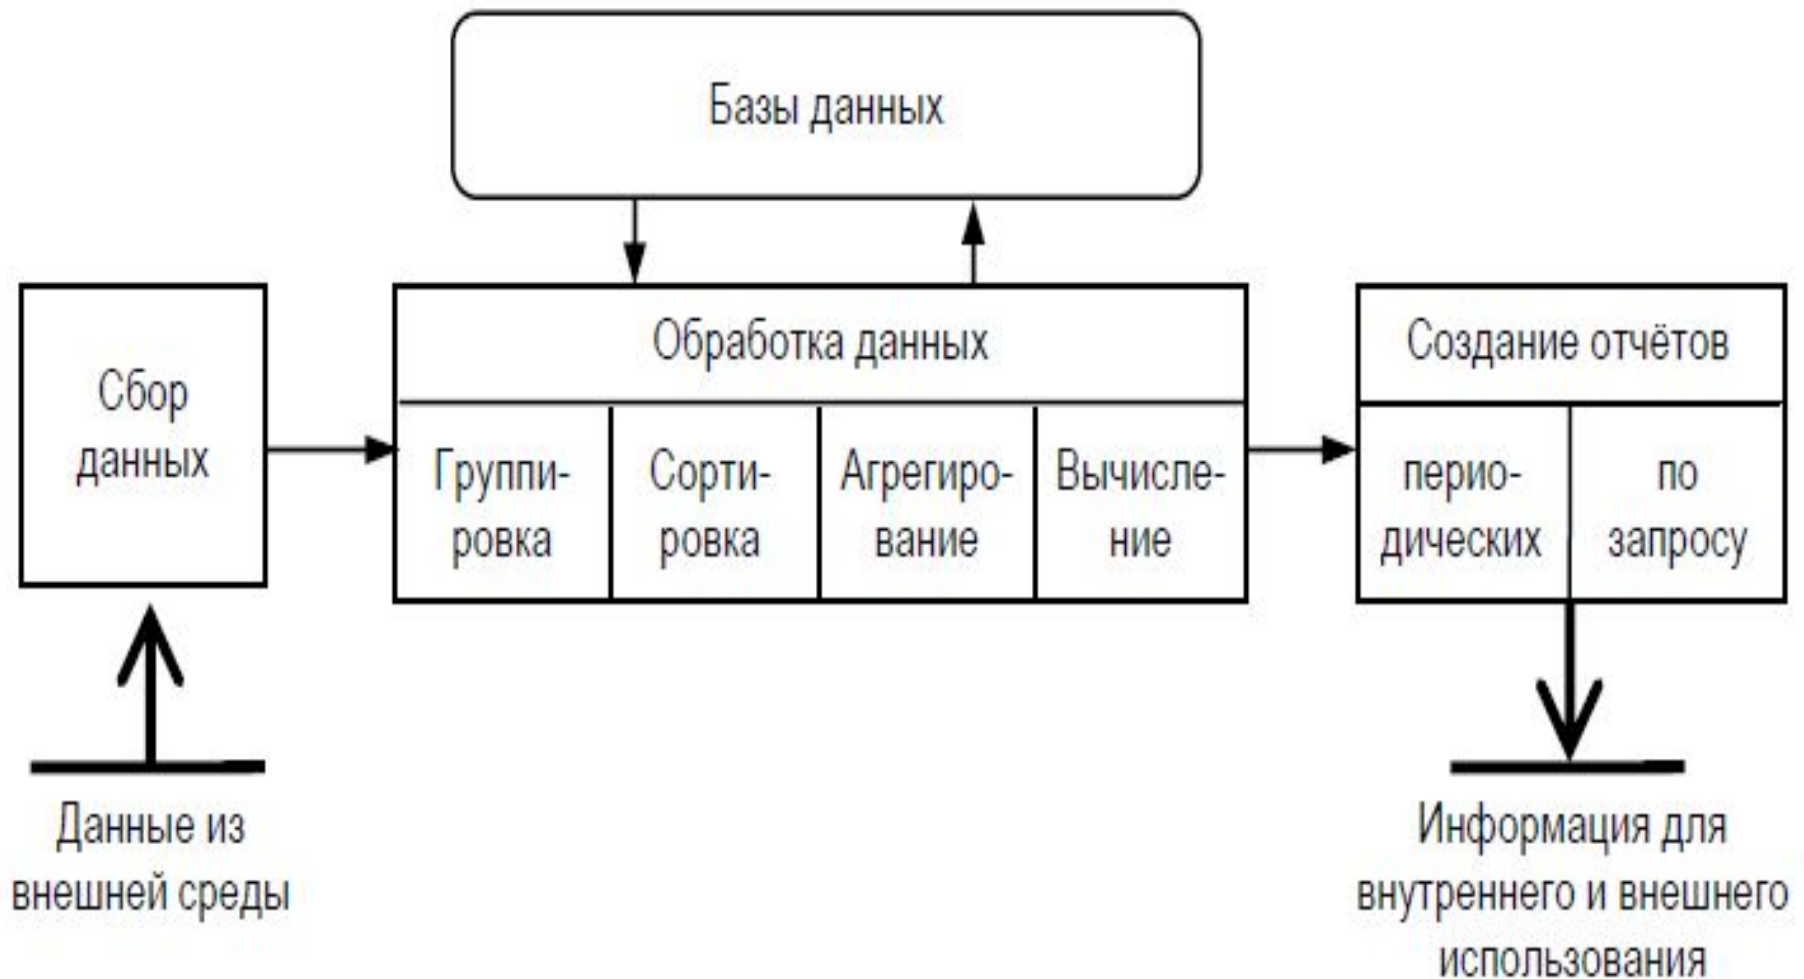 Базы данных
Сбор
данных
Обработка данных
Группи-
ровка
Сорти-
ровка
Агрегиро-
вание
Вычисле-
ние
Создание отчётов
перио-
дических
по
запросу
Данные из
внешней среды
Информация для
внутреннего и внешнего
использования